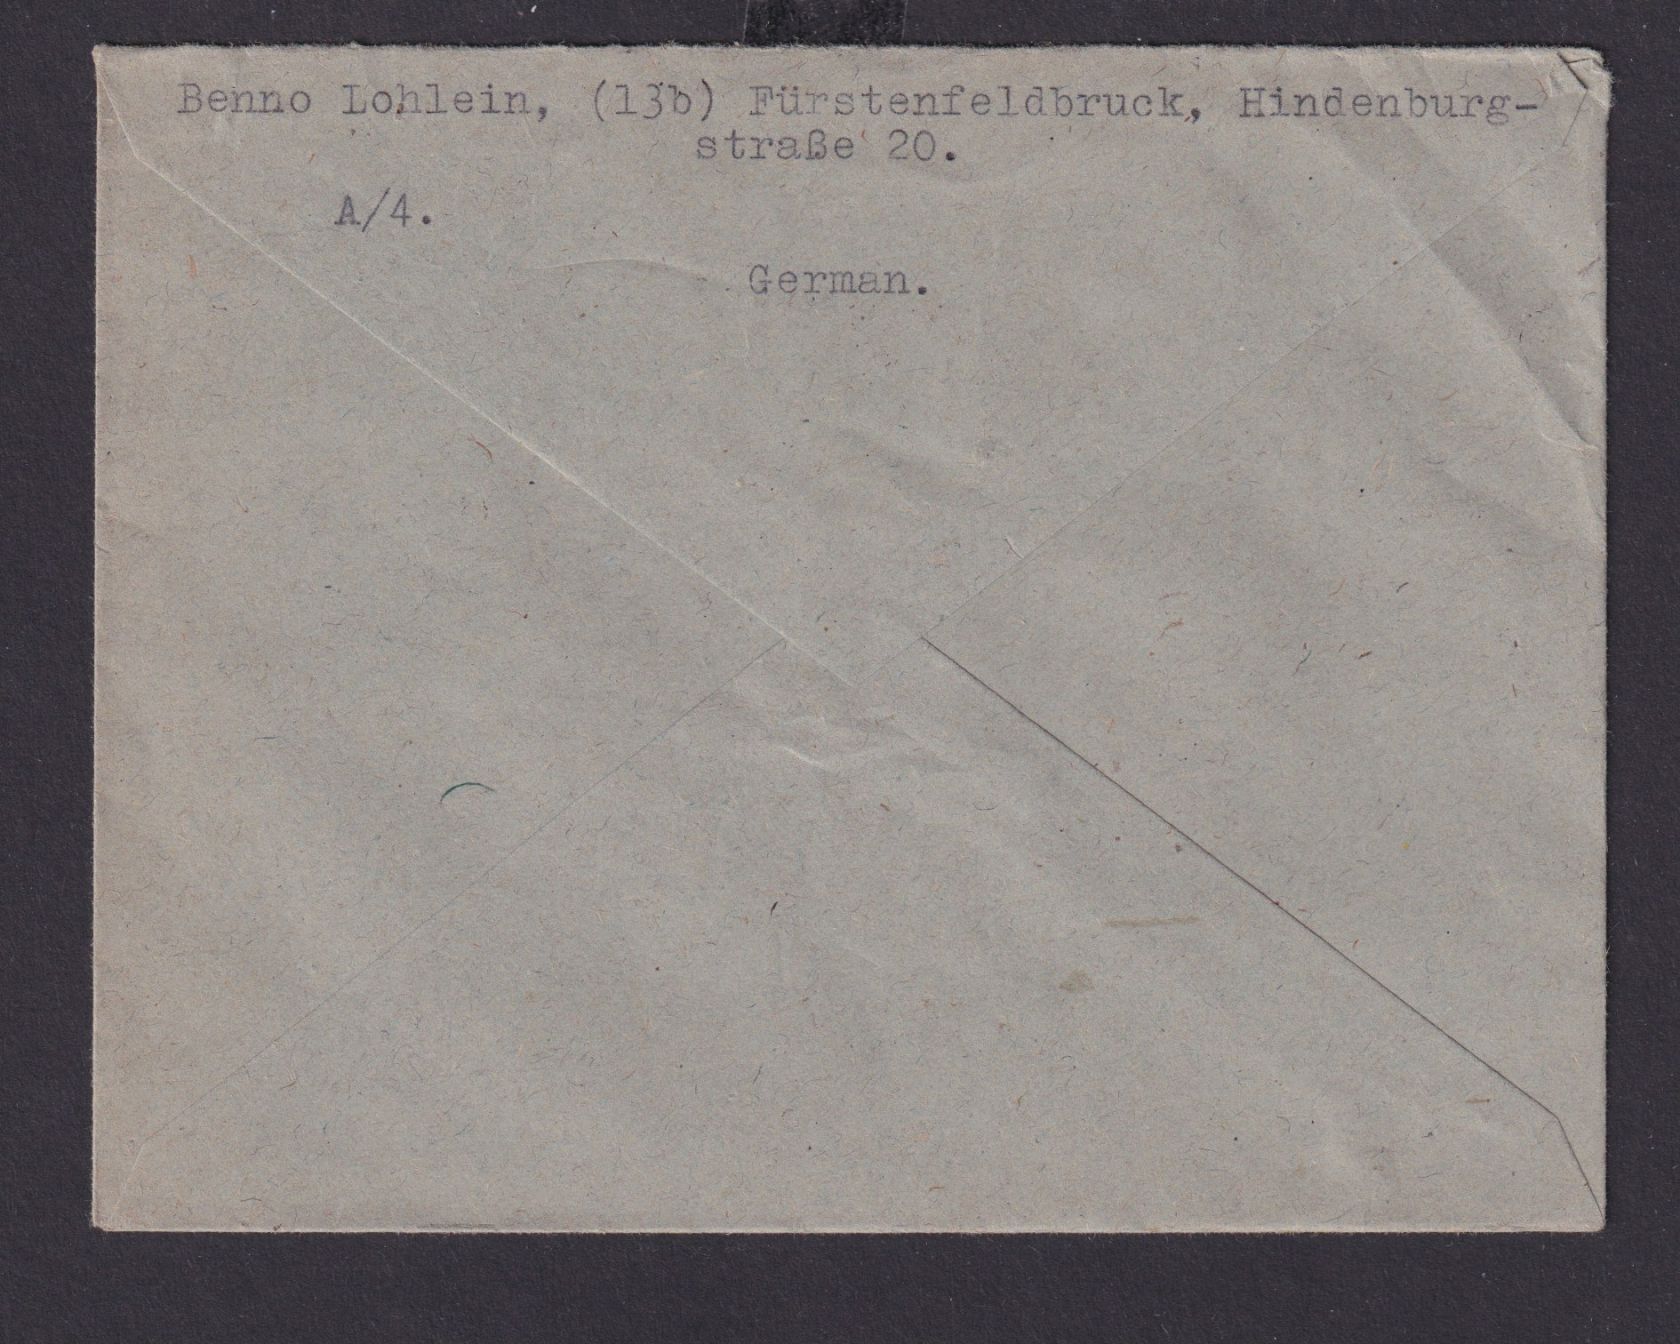 Benno Lohlein, (13b) Fürstenfeldbruck, Hindenburg-
straße 20.
A/4.
German.